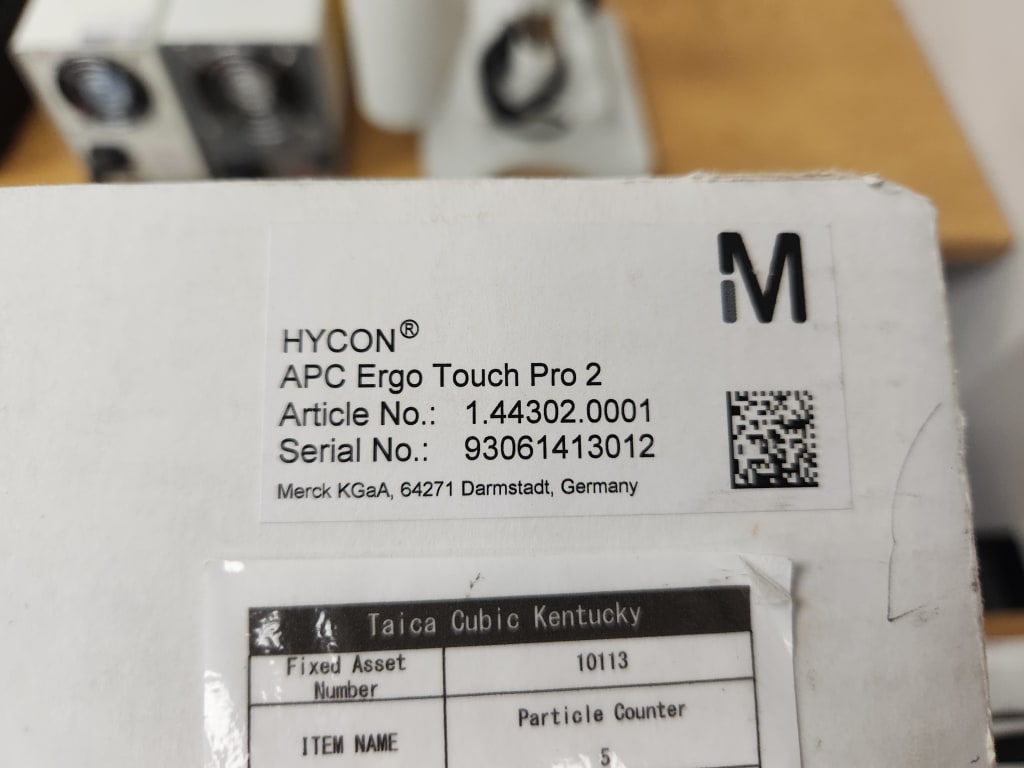 M
HYCON®
APC Ergo Touch Pro 2
Article No.: 1.44302.0001
Serial No.: 93061413012
Merck KGaA, 64271 Darmstadt, Germany
Taica Cubic Kentucky
Fixed Asset Number 10113
ITEM NAME Particle Counter 5